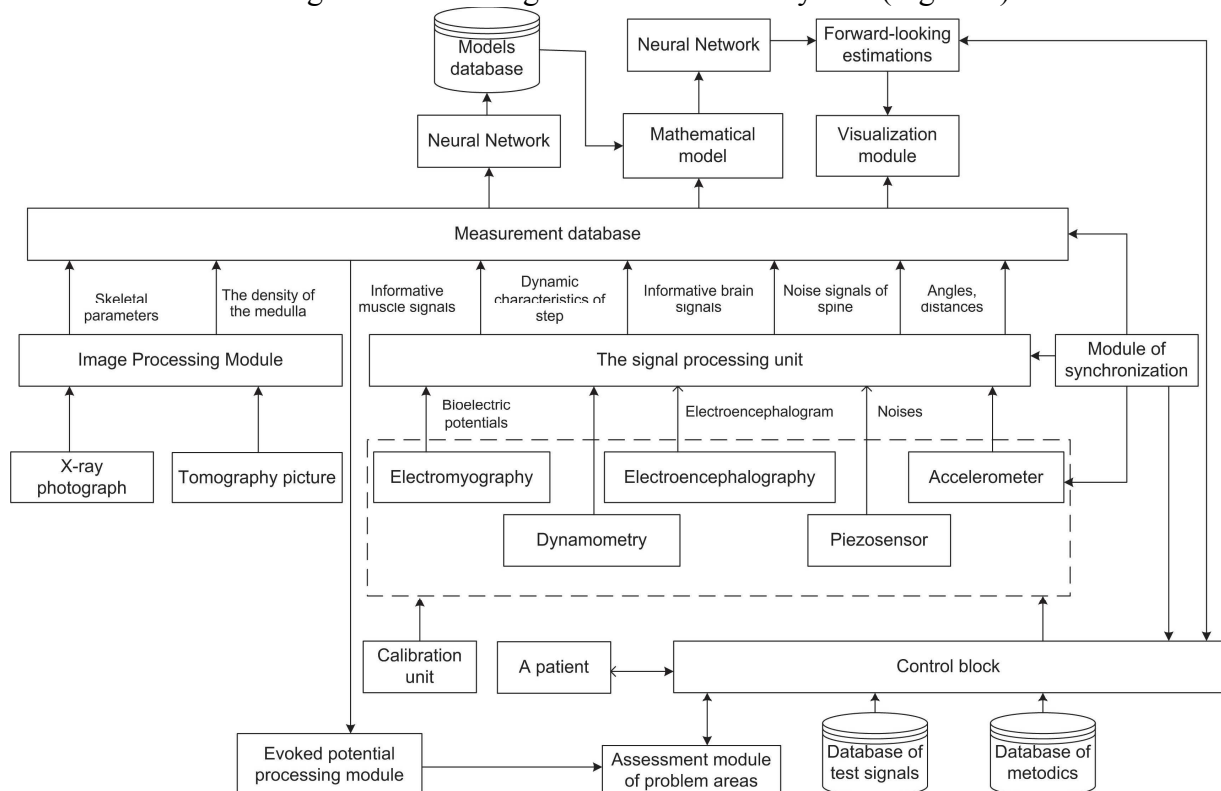 Models
database
Neural Network
Forward-looking
estimations
Neural Network
Mathematical
model
Visualization
module
Measurement database
Skeletal
parameters
The density of
the medulla
Informative
muscle signals
Dynamic
characteristics of
step
Informative brain
signals
Noise signals of
spine
Angles,
distances
Image Processing Module
The signal processing unit
Module of
synchronization
Bioelectric
potentials
Electroencephalogram
Noises
X-ray
photograph
Tomography picture
Electromyography
Electroencephalography
Accelerometer
Dynamometry
Piezosensor
Calibration
unit
A patient
Control block
Evoked potential
processing module
Assessment module
of problem areas
Database of
test signals
Database of
metodics